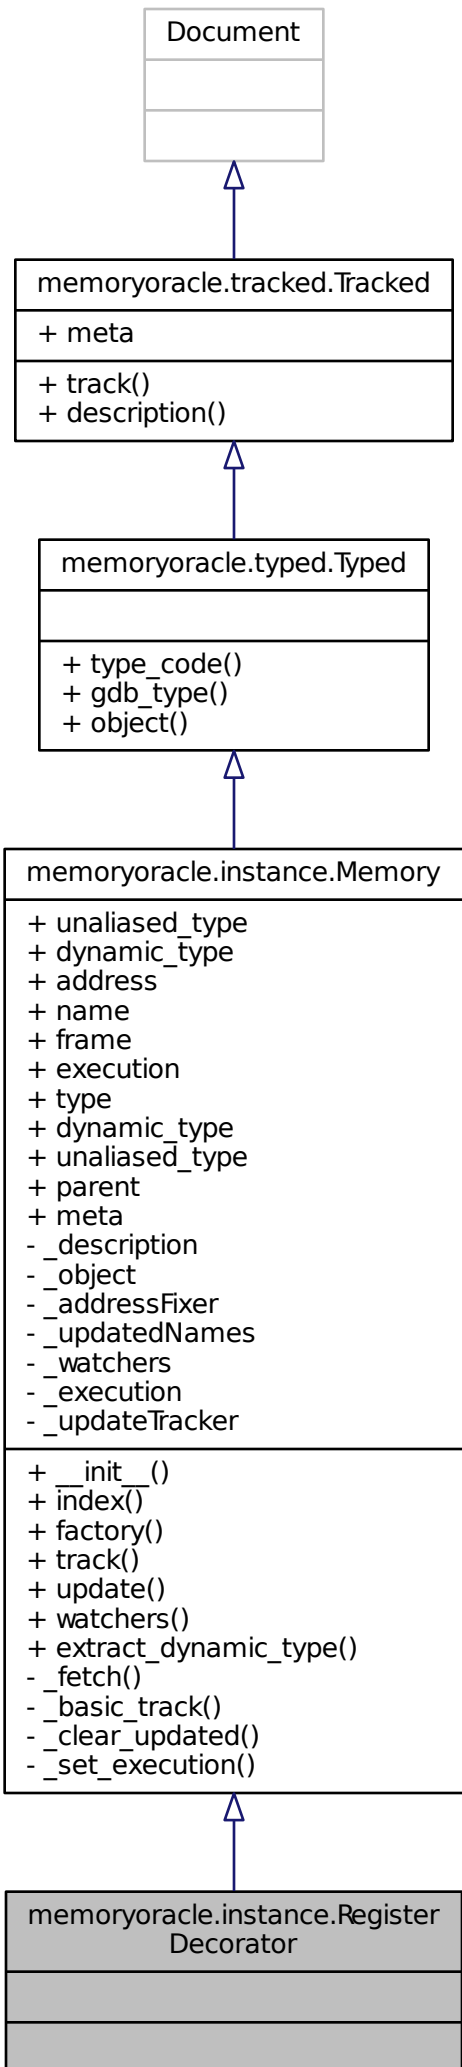 Document
memoryoracle.tracked.Tracked
+ meta
+ track()
+ description()
memoryoracle.typed.Typed
+ type_code()
+ gdb_type()
+ object()
memoryoracle.instance.Memory
+ unaliased_type
+ dynamic_type
+ address
+ name
+ frame
+ execution
+ type
+ dynamic_type
+ unaliased_type
+ parent
+ meta
- _description
- _object
- _addressFixer
- _updatedNames
- _watchers
- _execution
- _updateTracker
+ __init__()
+ index()
+ factory()
+ track()
+ update()
+ watchers()
+ extract_dynamic_type()
- _fetch()
- _basic_track()
- _clear_updated()
- _set_execution()
memoryoracle.instance.Register
Decorator